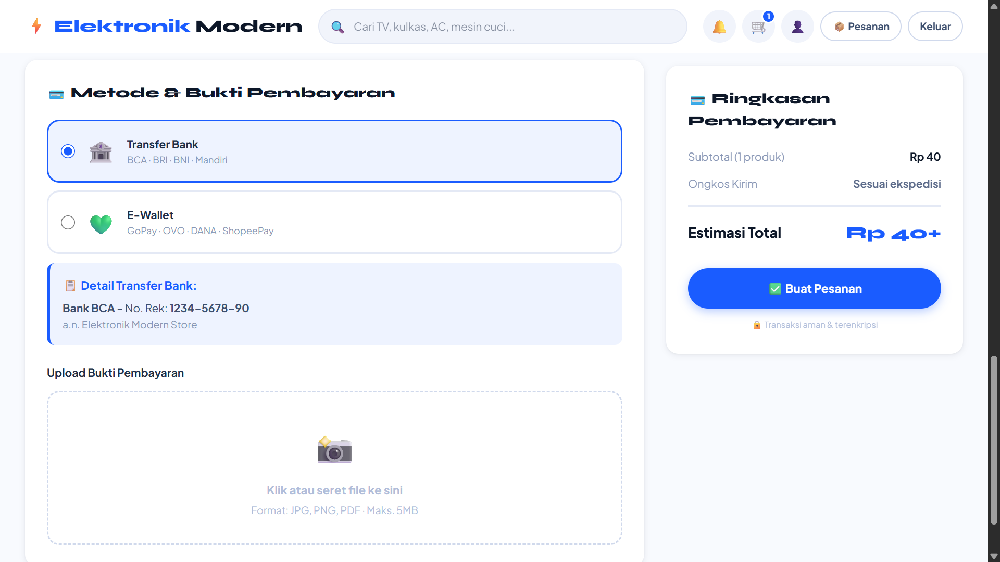 Elektronik Modern
Cari TV, kulkas, AC, mesin cuci...
1
Pesanan
Keluar
Metode & Bukti Pembayaran
Transfer Bank
BCA · BRI · BNI · Mandiri
E-Wallet
GoPay · OVO · DANA · ShopeePay
Detail Transfer Bank:
Bank BCA – No. Rek: 1234-5678-90
a.n. Elektronik Modern Store
Upload Bukti Pembayaran
Klik atau seret file ke sini
Format: JPG, PNG, PDF · Maks. 5MB
Ringkasan
Pembayaran
Subtotal (1 produk) Rp 40
Ongkos Kirim Sesuai ekspedisi
Estimasi Total Rp 40+
Buat Pesanan
Transaksi aman & terenkripsi